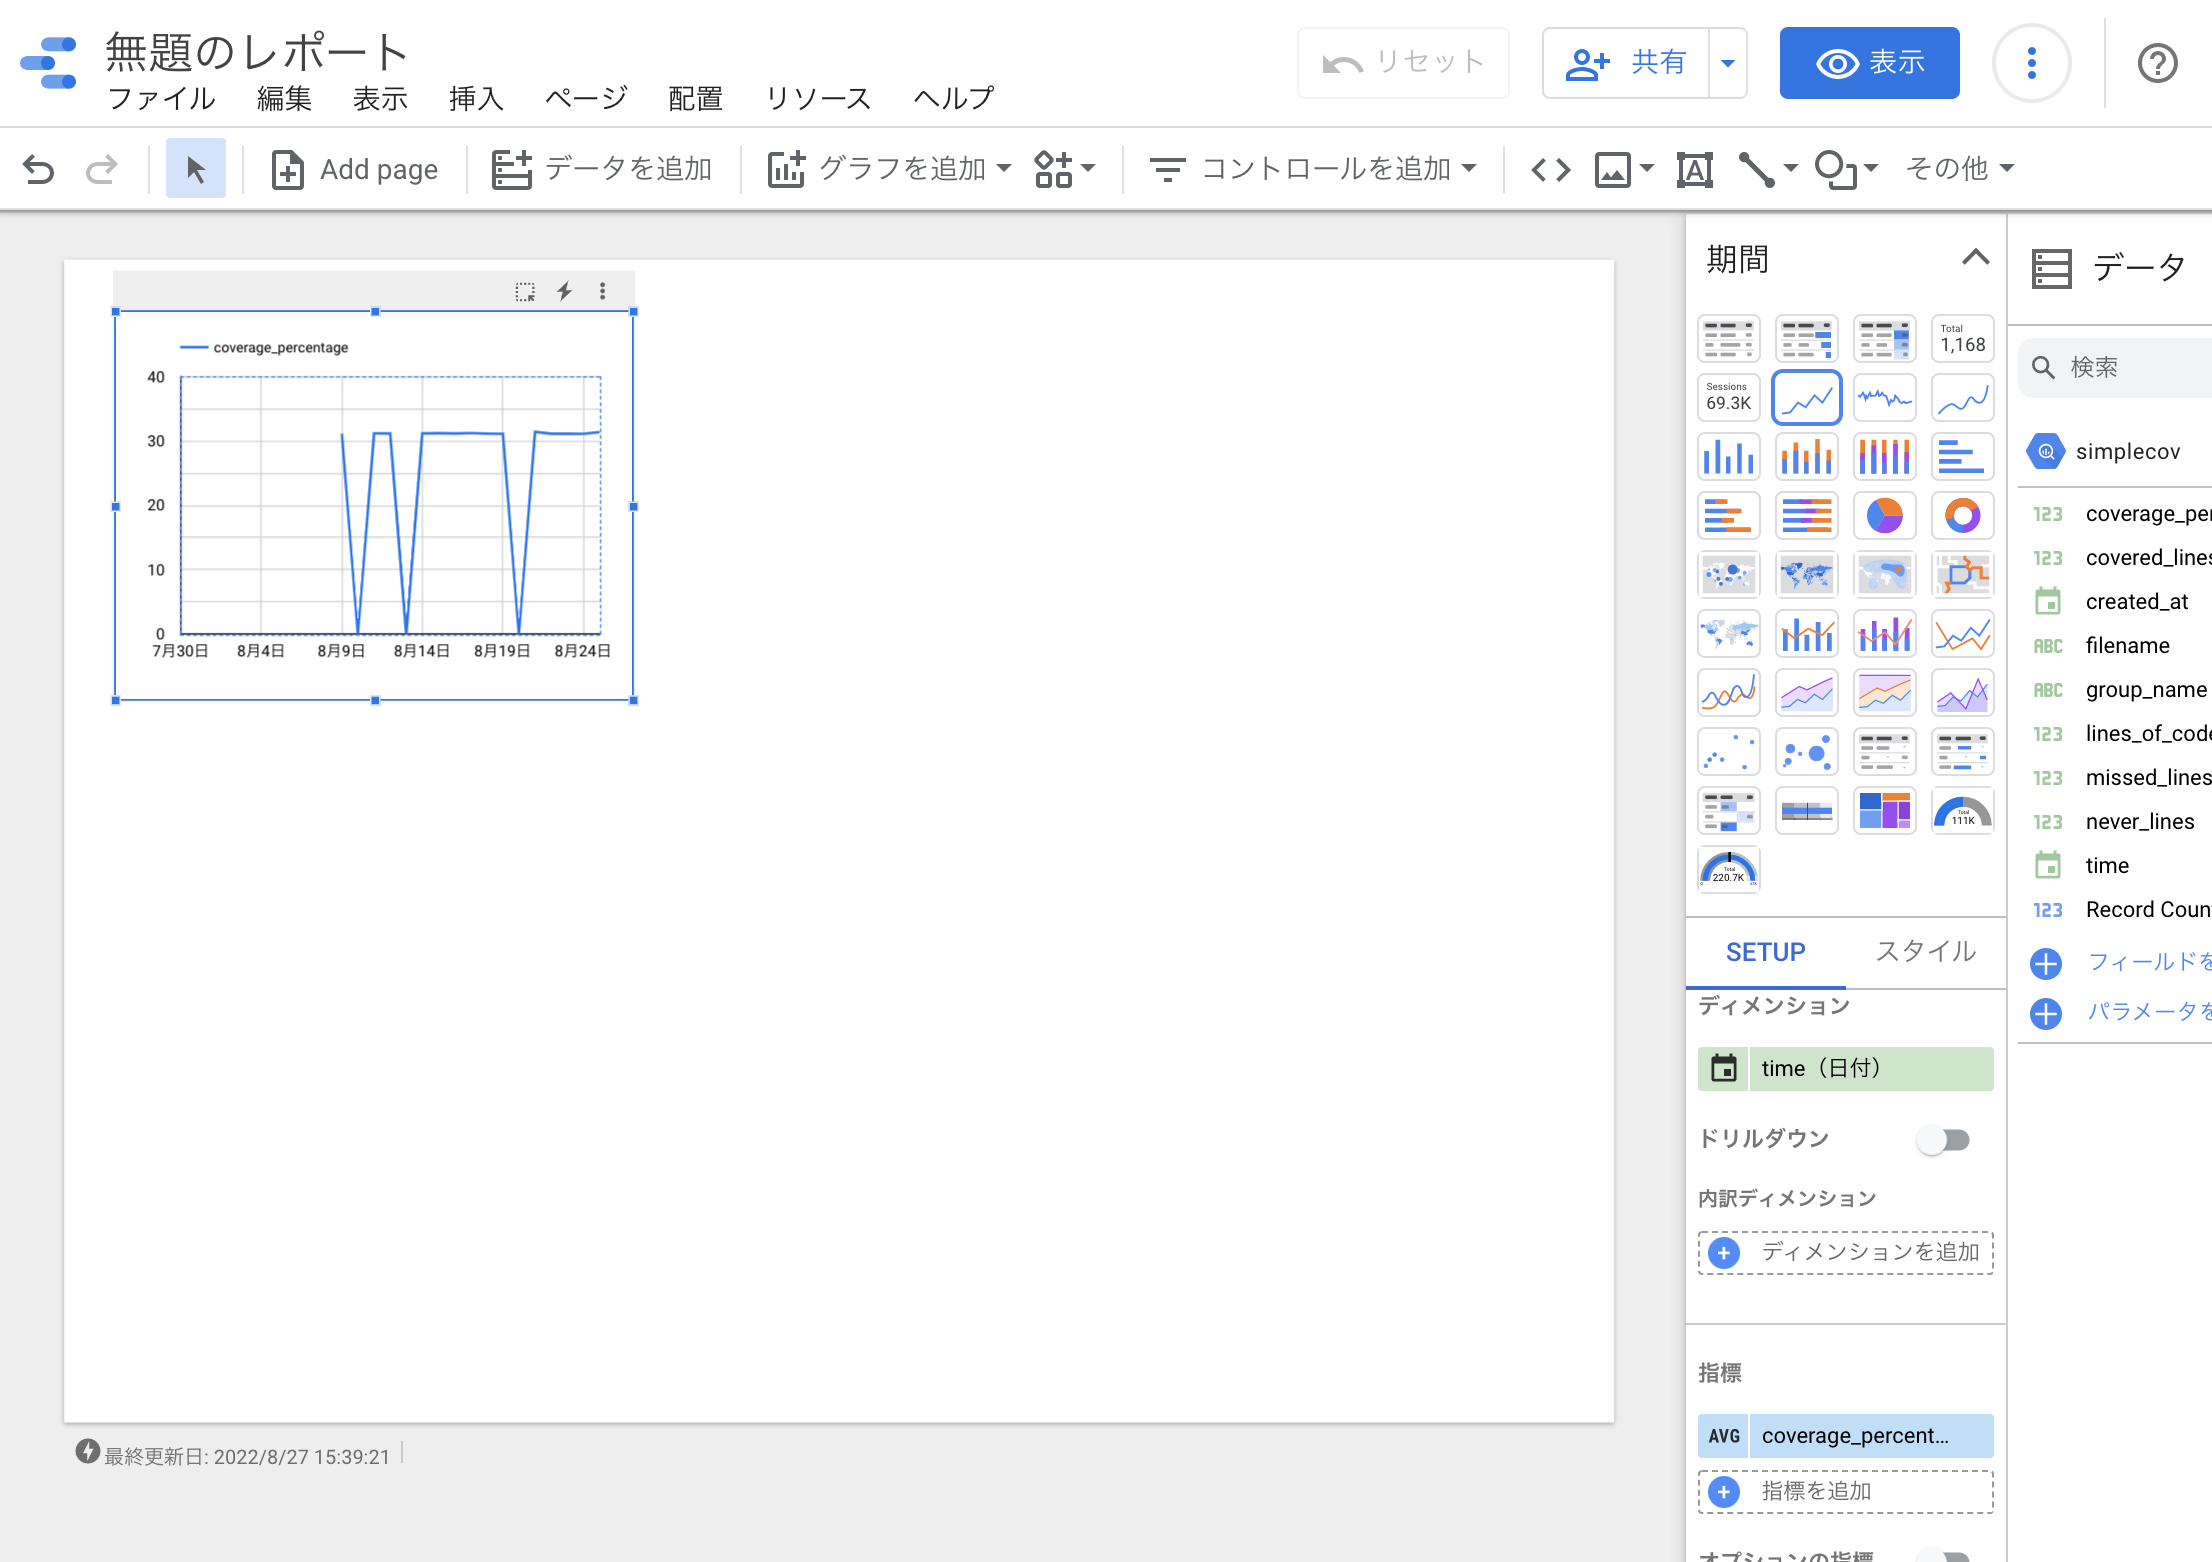 無題のレポート
ファイル 編集 表示 挿入 ページ 配置 リソース ヘルプ
リセット
共有
表示
Add page
データを追加
グラフを追加
コントロールを追加
その他
coverage_percentage
40
30
20
10
0
7月30日 8月4日 8月9日 8月14日 8月19日 8月24日
最終更新日: 2022/8/27 15:39:21
期間
Total
1,168
Sessions
69.3K
Total
111K
Total
220.7K
SETUP スタイル
ディメンション
time（日付）
ドリルダウン
内訳ディメンション
ディメンションを追加
指標
AVG coverage_percent...
指標を追加
オプションの指標
データ
検索
simplecov
123 coverage_per
123 covered_lines
created_at
ABC filename
ABC group_name
123 lines_of_code
123 missed_lines
123 never_lines
time
123 Record Coun
フィールドを
パラメータを